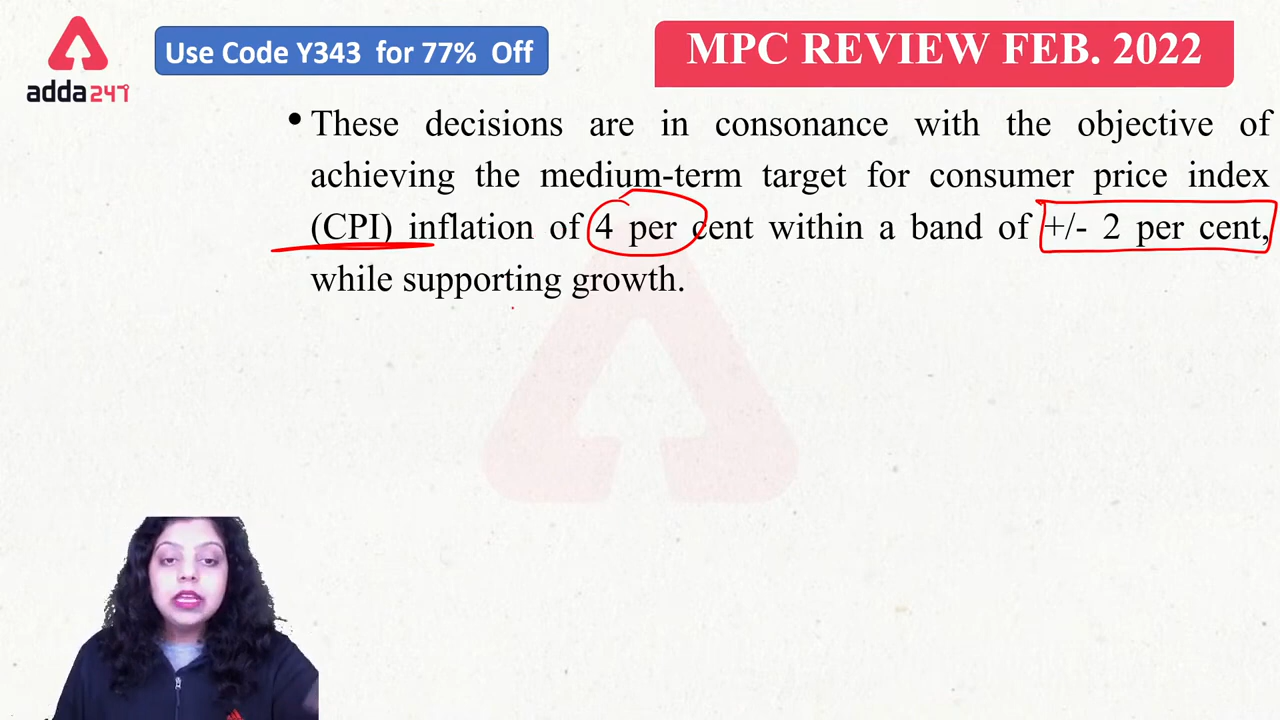 adda247
Use Code Y343 for 77% Off
MPC REVIEW FEB. 2022
• These decisions are in consonance with the objective of
achieving the medium-term target for consumer price index
(CPI) inflation of 4 per cent within a band of +/- 2 per cent,
while supporting growth.